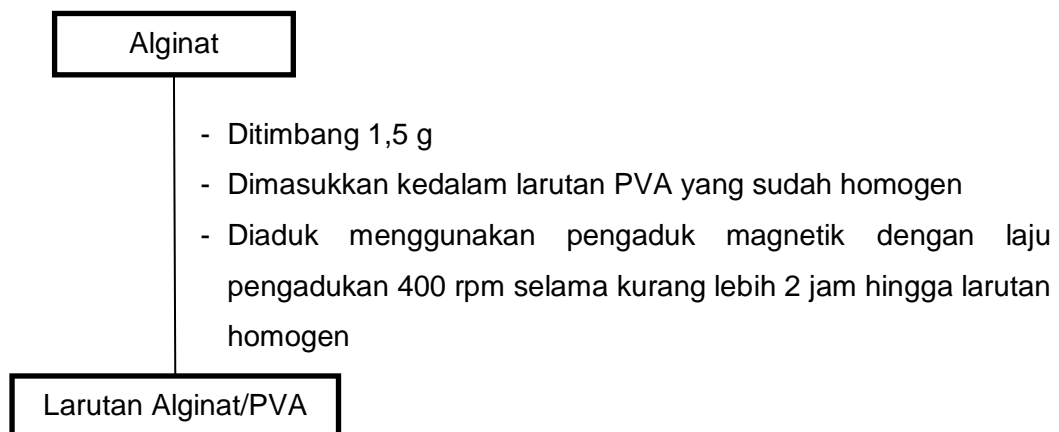 Alginat
- Ditimbang 1,5 g
- Dimasukkan kedalam larutan PVA yang sudah homogen
- Diaduk menggunakan pengaduk magnetik dengan laju
pengadukan 400 rpm selama kurang lebih 2 jam hingga larutan
homogen
Larutan Alginat/PVA